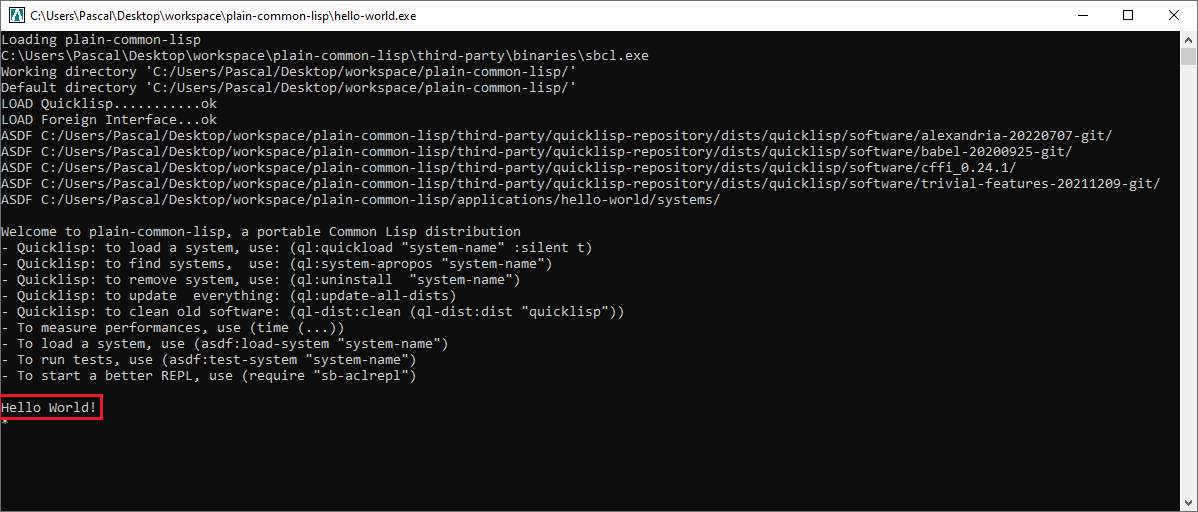 C:\Users\Pascal\Desktop\workspace\plain-common-lisp\hello-world.exe
Loading plain-common-lisp
C:\Users\Pascal\Desktop\workspace\plain-common-lisp\third-party\binaries\sbcl.exe
Working directory 'C:/Users/Pascal/Desktop/workspace/plain-common-lisp/'
Default directory 'C:/Users/Pascal/Desktop/workspace/plain-common-lisp/'
LOAD Quicklisp...........ok
LOAD Foreign Interface...ok
ASDF C:/Users/Pascal/Desktop/workspace/plain-common-lisp/third-party/quicklisp-repository/dists/quicklisp/software/alexandria-20220707-git/
ASDF C:/Users/Pascal/Desktop/workspace/plain-common-lisp/third-party/quicklisp-repository/dists/quicklisp/software/babel-20200925-git/
ASDF C:/Users/Pascal/Desktop/workspace/plain-common-lisp/third-party/quicklisp-repository/dists/quicklisp/software/cffi_0.24.1/
ASDF C:/Users/Pascal/Desktop/workspace/plain-common-lisp/third-party/quicklisp-repository/dists/quicklisp/software/trivial-features-20211209-git/
ASDF C:/Users/Pascal/Desktop/workspace/plain-common-lisp/applications/hello-world/systems/
Welcome to plain-common-lisp, a portable Common Lisp distribution
- Quicklisp: to load a system, use: (ql:quickload "system-name" :silent t)
- Quicklisp: to find systems,  use: (ql:system-apropos "system-name")
- Quicklisp: to remove system, use: (ql:uninstall  "system-name")
- Quicklisp: to update  everything: (ql:update-all-dists)
- Quicklisp: to clean old software: (ql-dist:clean (ql-dist:dist "quicklisp"))
- To measure performances, use (time (...))
- To load a system, use (asdf:load-system "system-name")
- To run tests, use (asdf:test-system "system-name")
- To start a better REPL, use (require "sb-aclrepl")
Hello World!
*